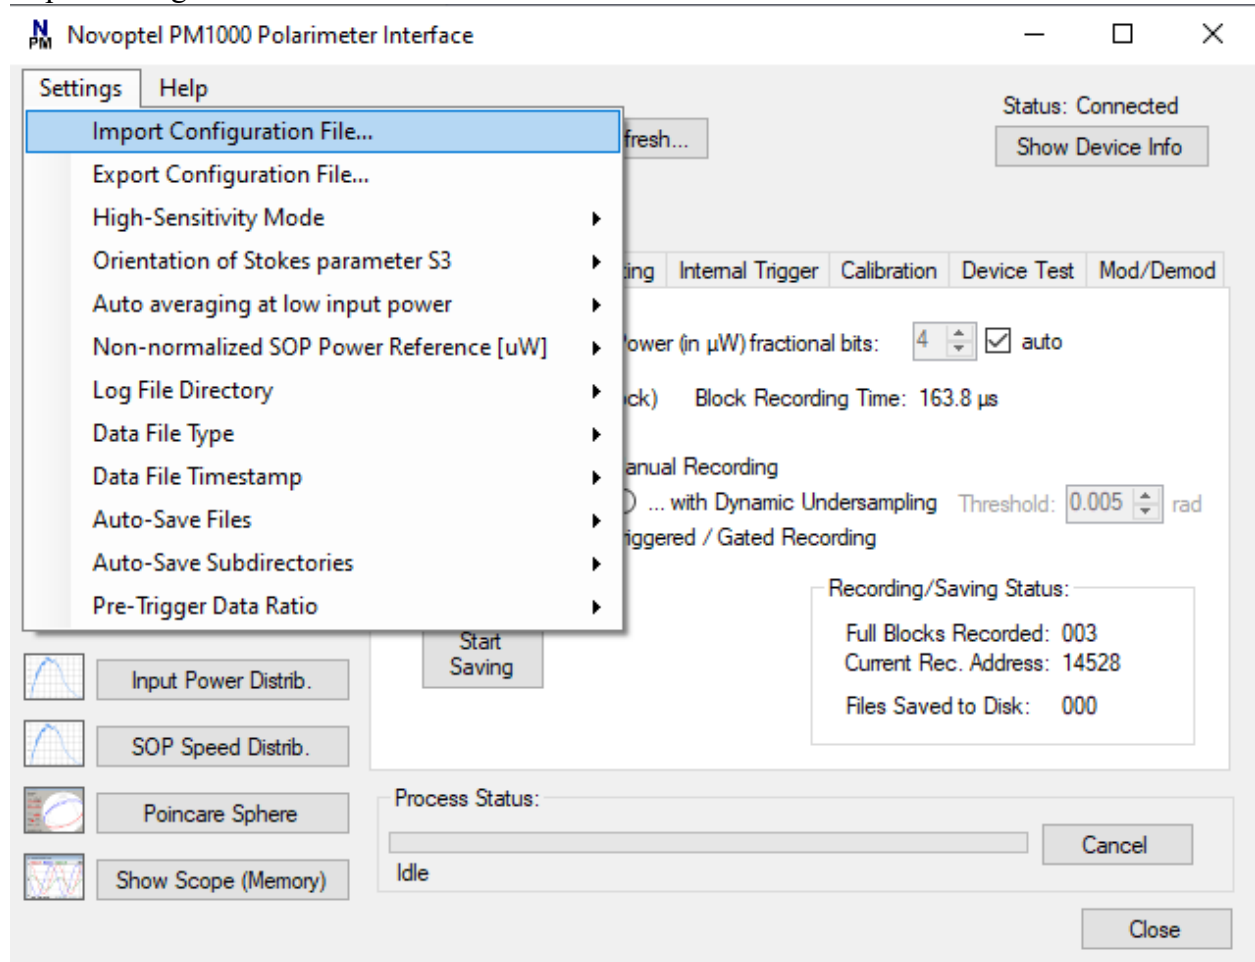 N
PM Novoptel PM1000 Polarimeter Interface
Settings Help
Status: Connected
Import Configuration File...
fresh...
Show Device Info
Export Configuration File...
High-Sensitivity Mode
Orientation of Stokes parameter S3
ting Internal Trigger Calibration Device Test Mod/Demod
Auto averaging at low input power
Non-normalized SOP Power Reference [uW]
ower (in µW) fractional bits: 4 auto
Log File Directory
ck) Block Recording Time: 163.8 µs
Data File Type
anual Recording
Data File Timestamp
... with Dynamic Undersampling Threshold: 0.005 rad
Auto-Save Files
iggered / Gated Recording
Auto-Save Subdirectories
Recording/Saving Status:
Pre-Trigger Data Ratio
Full Blocks Recorded: 003
Start
Saving
Current Rec. Address: 14528
Input Power Distrib.
Files Saved to Disk: 000
SOP Speed Distrib.
Process Status:
Poincare Sphere
Cancel
Idle
Show Scope (Memory)
Close